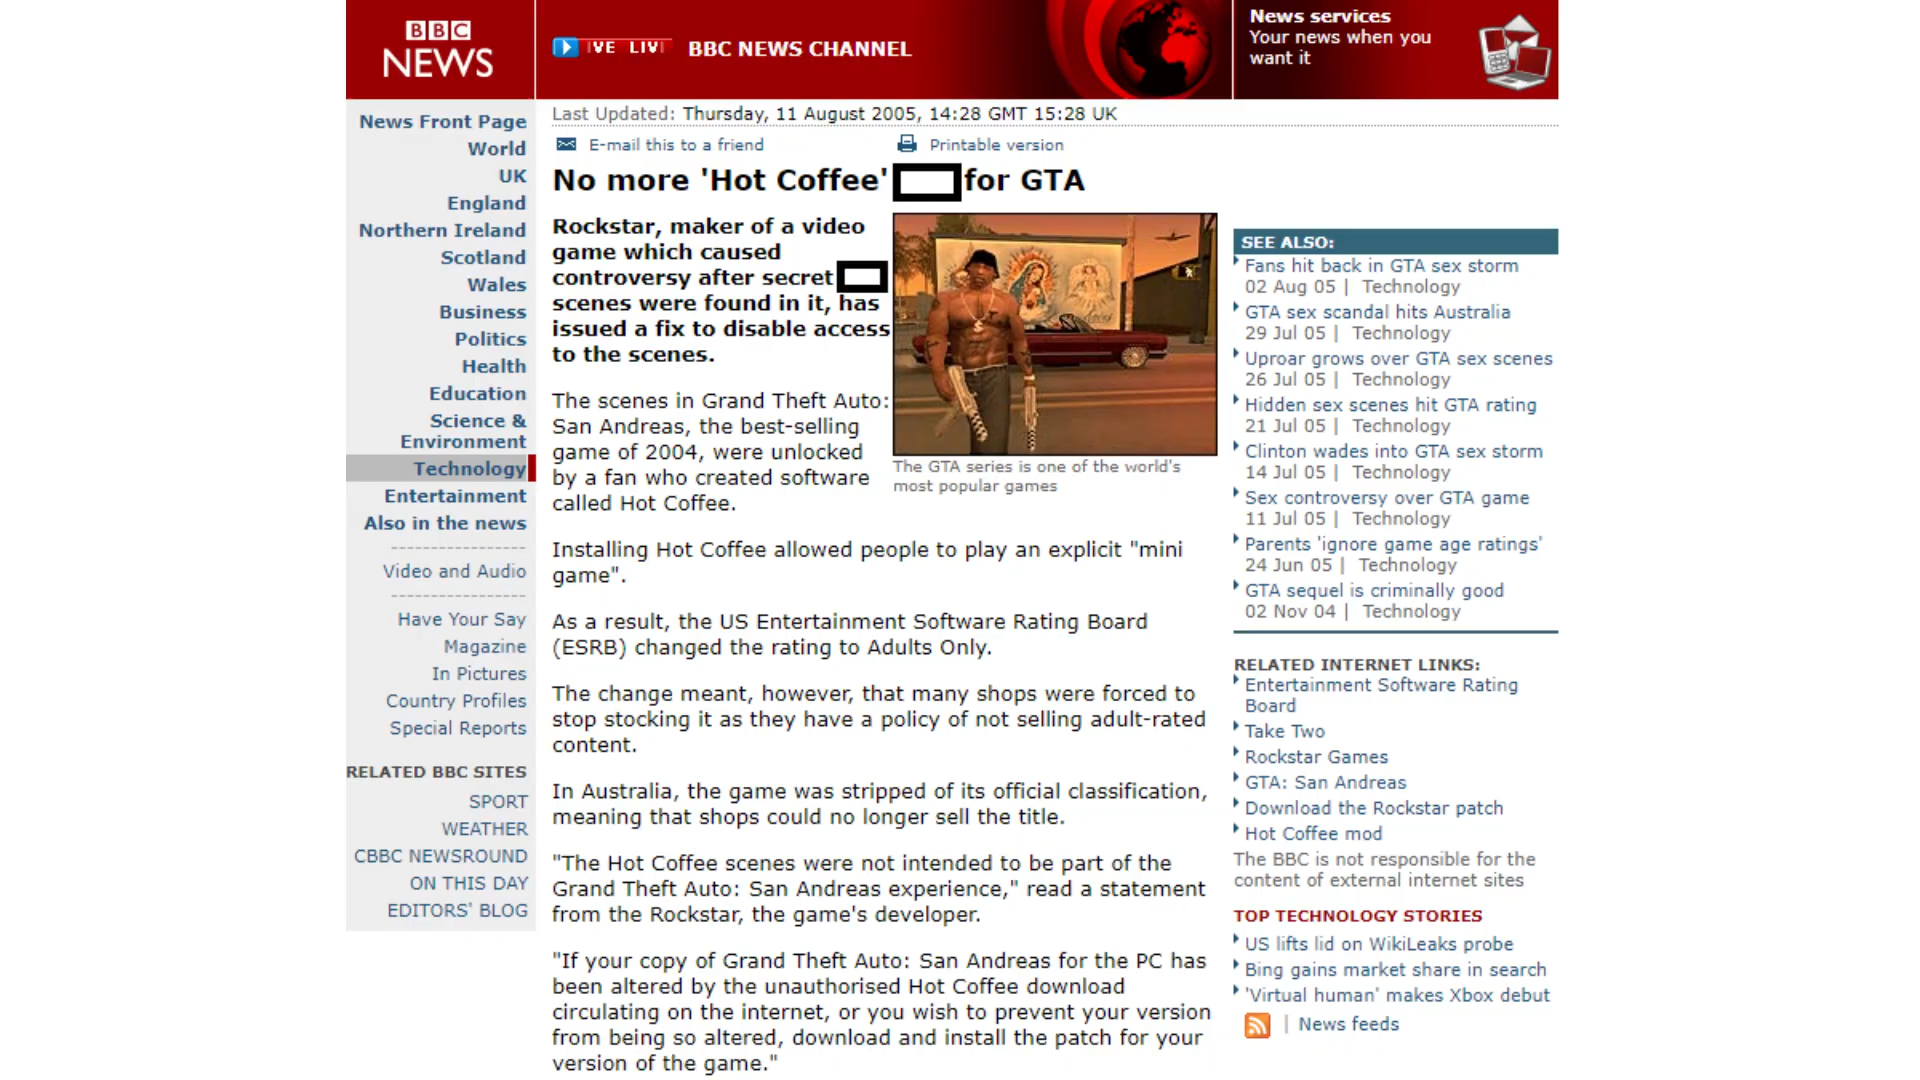 BBC
NEWS
IVE LIVI
BBC NEWS CHANNEL
News services
Your news when you
want it
News Front Page
World
UK
England
Northern Ireland
Scotland
Wales
Business
Politics
Health
Education
Science &
Environment
Technology
Entertainment
Also in the news
-----------------
Video and Audio
-----------------
Have Your Say
Magazine
In Pictures
Country Profiles
Special Reports
RELATED BBC SITES
SPORT
WEATHER
CBBC NEWSROUND
ON THIS DAY
EDITORS' BLOG
Last Updated: Thursday, 11 August 2005, 14:28 GMT 15:28 UK
E-mail this to a friend
Printable version
No more 'Hot Coffee' for GTA
Rockstar, maker of a video
game which caused
controversy after secret
scenes were found in it, has
issued a fix to disable access
to the scenes.
The scenes in Grand Theft Auto:
San Andreas, the best-selling
game of 2004, were unlocked
by a fan who created software
called Hot Coffee.
The GTA series is one of the world's
most popular games
Installing Hot Coffee allowed people to play an explicit "mini
game".
As a result, the US Entertainment Software Rating Board
(ESRB) changed the rating to Adults Only.
The change meant, however, that many shops were forced to
stop stocking it as they have a policy of not selling adult-rated
content.
In Australia, the game was stripped of its official classification,
meaning that shops could no longer sell the title.
"The Hot Coffee scenes were not intended to be part of the
Grand Theft Auto: San Andreas experience," read a statement
from the Rockstar, the game's developer.
"If your copy of Grand Theft Auto: San Andreas for the PC has
been altered by the unauthorised Hot Coffee download
circulating on the internet, or you wish to prevent your version
from being so altered, download and install the patch for your
version of the game."
SEE ALSO:
Fans hit back in GTA sex storm
02 Aug 05 | Technology
GTA sex scandal hits Australia
29 Jul 05 | Technology
Uproar grows over GTA sex scenes
26 Jul 05 | Technology
Hidden sex scenes hit GTA rating
21 Jul 05 | Technology
Clinton wades into GTA sex storm
14 Jul 05 | Technology
Sex controversy over GTA game
11 Jul 05 | Technology
Parents 'ignore game age ratings'
24 Jun 05 | Technology
GTA sequel is criminally good
02 Nov 04 | Technology
RELATED INTERNET LINKS:
Entertainment Software Rating
Board
Take Two
Rockstar Games
GTA: San Andreas
Download the Rockstar patch
Hot Coffee mod
The BBC is not responsible for the
content of external internet sites
TOP TECHNOLOGY STORIES
US lifts lid on WikiLeaks probe
Bing gains market share in search
'Virtual human' makes Xbox debut
| News feeds